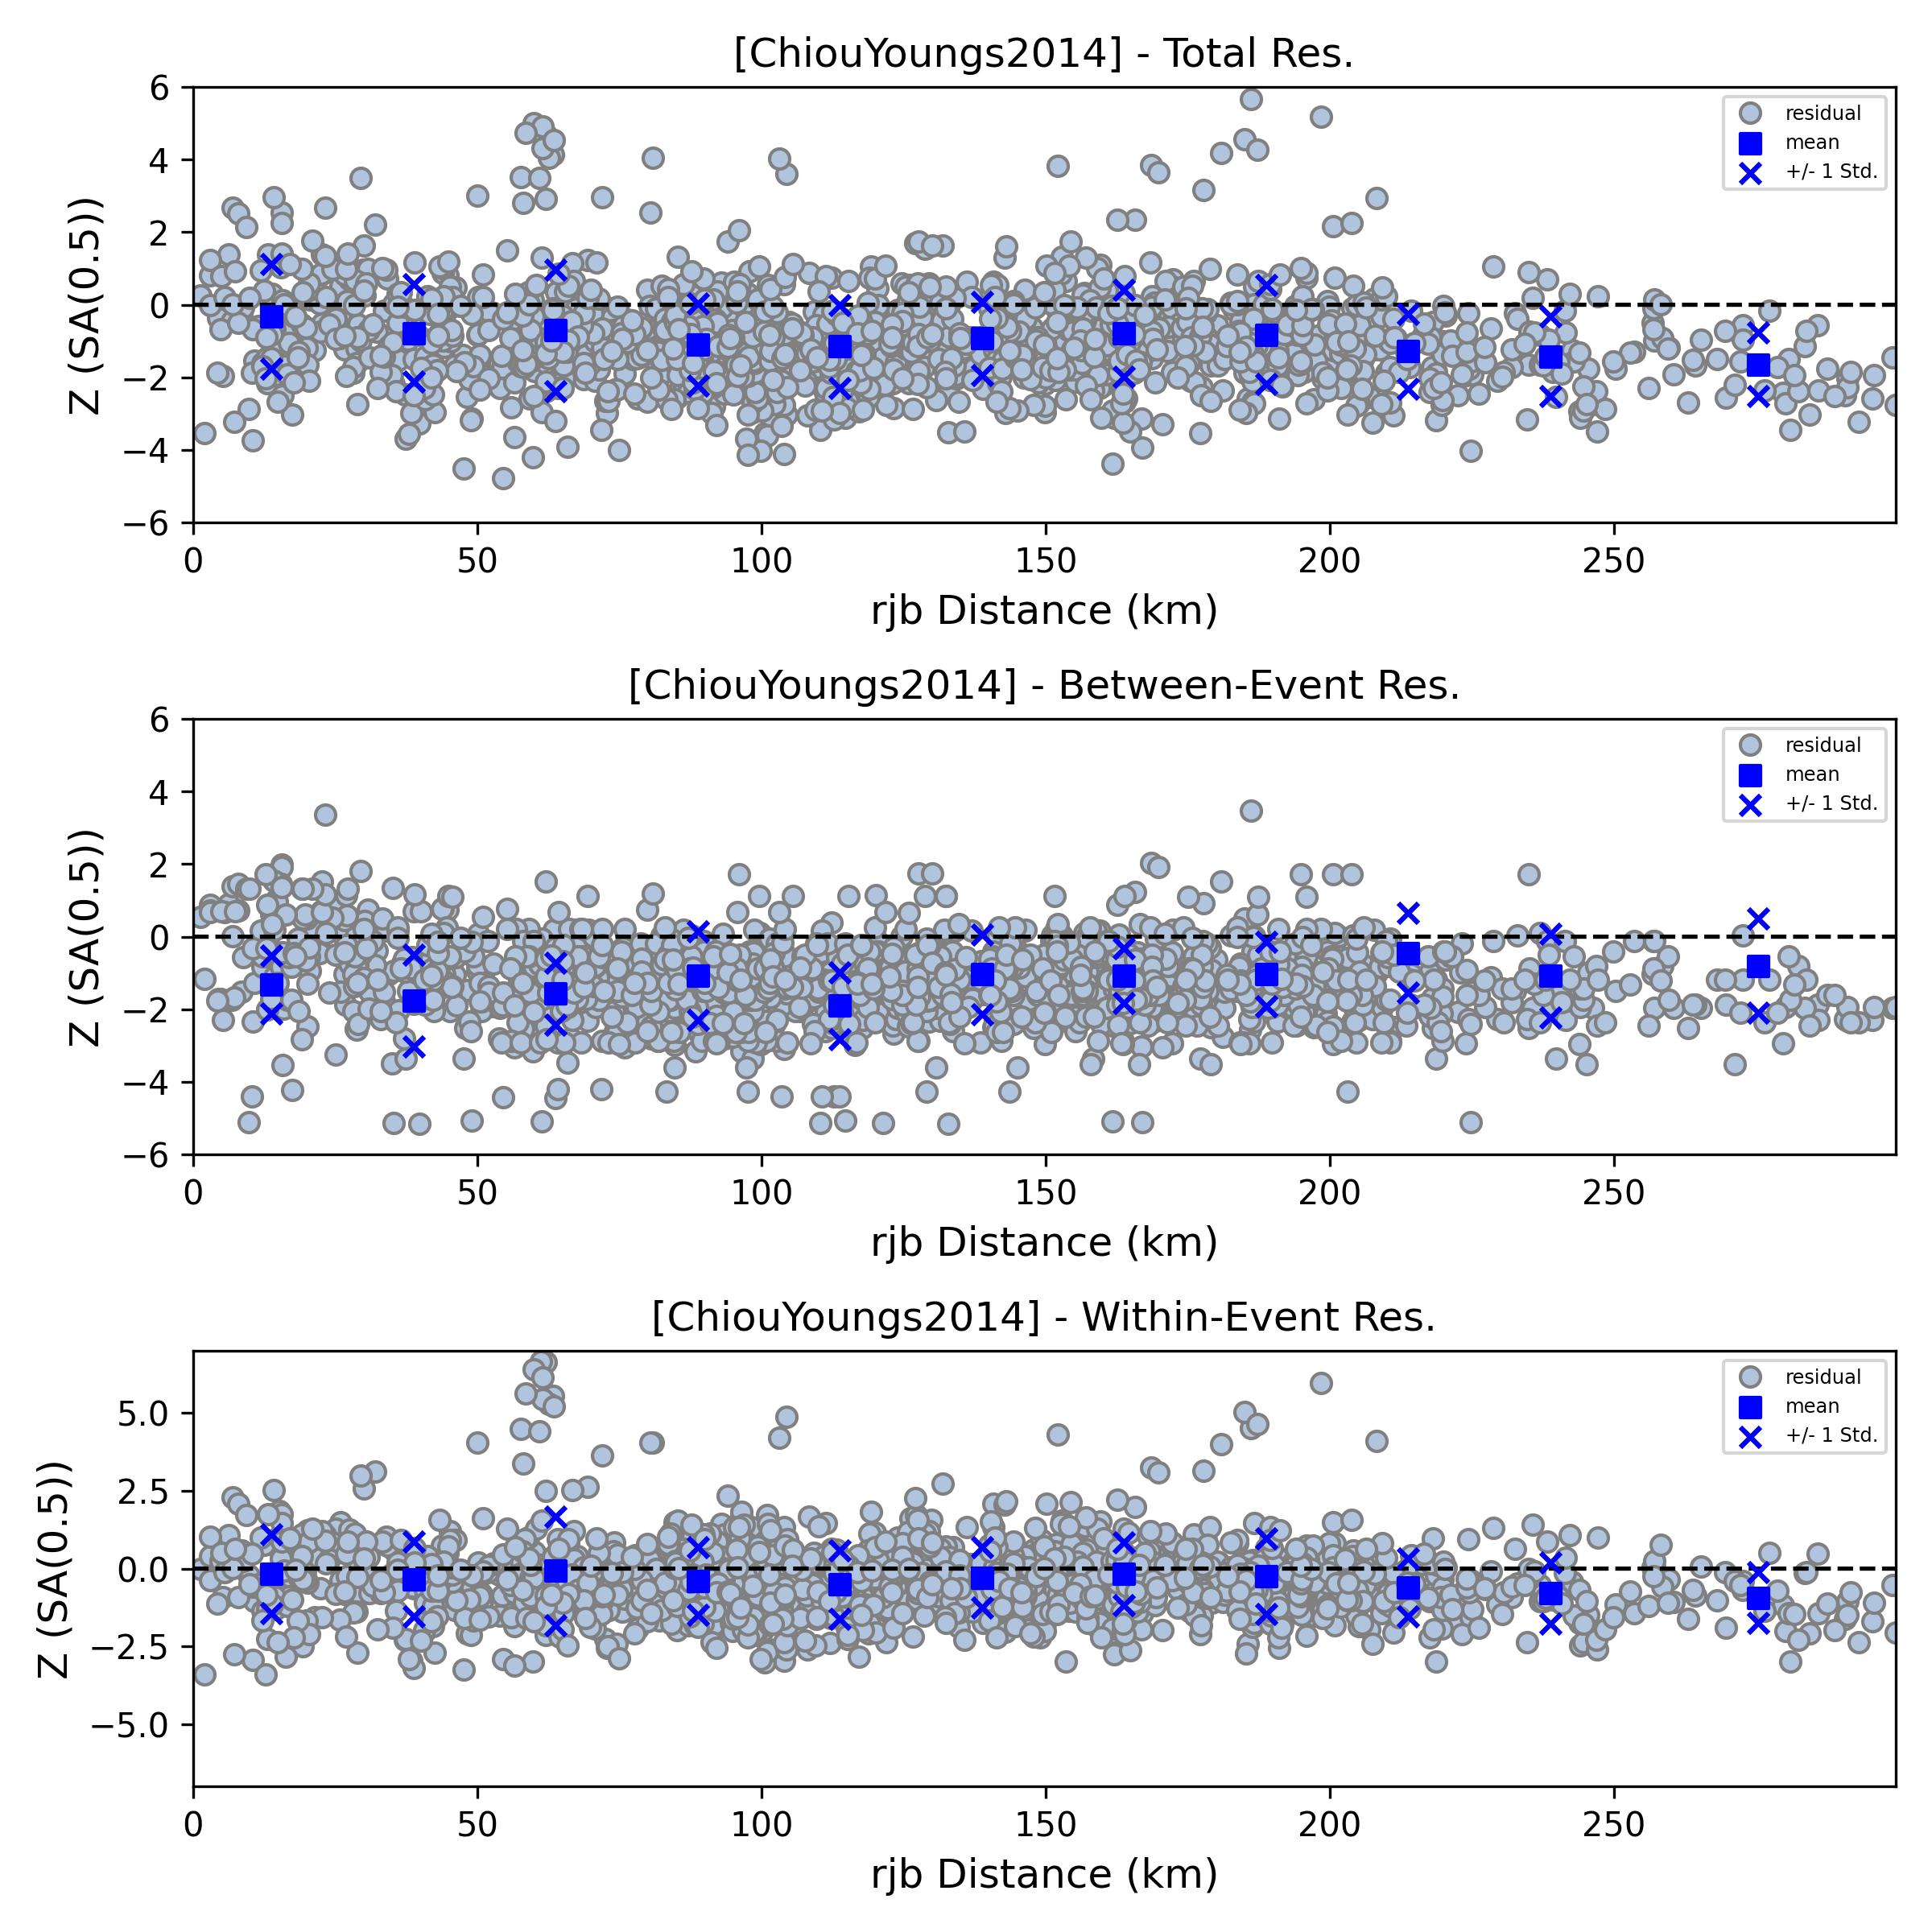 [ChiouYoungs2014] - Total Res.
6
4
2
0
−2
−4
−6
Z (SA(0.5))
residual
mean
+/- 1 Std.
0 50 100 150 200 250
rjb Distance (km)
[ChiouYoungs2014] - Between-Event Res.
6
4
2
0
−2
−4
−6
Z (SA(0.5))
residual
mean
+/- 1 Std.
0 50 100 150 200 250
rjb Distance (km)
[ChiouYoungs2014] - Within-Event Res.
5.0
2.5
0.0
−2.5
−5.0
Z (SA(0.5))
residual
mean
+/- 1 Std.
0 50 100 150 200 250
rjb Distance (km)